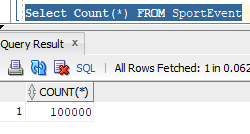 Select Count(*) FROM SportEvent
Query Result x
SQL | All Rows Fetched: 1 in 0.062
COUNT(*)
1 100000